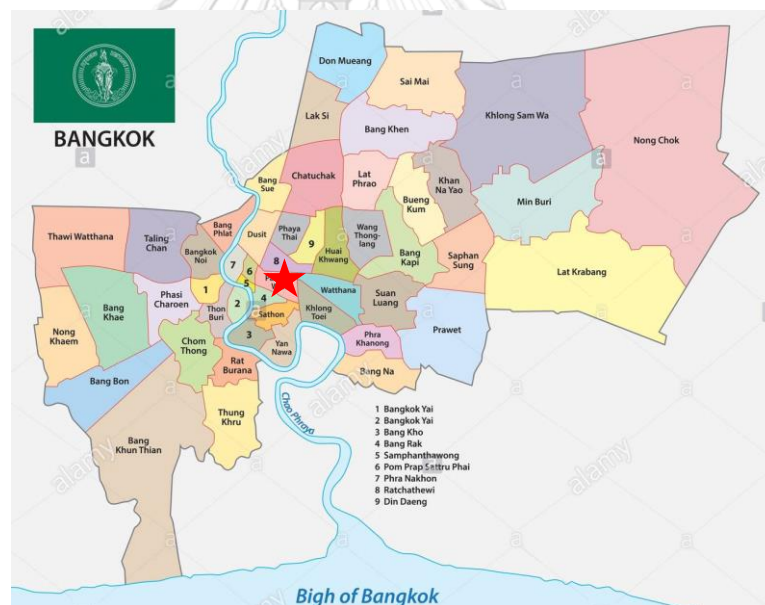 BANGKOK
Don Mueang
Sai Mai
Lak Si
Bang Khen
Khlong Sam Wa
Nong Chok
Bang
Sue
Chatuchak
Lat
Phrao
Bueng
Kum
Khan
Na Yao
Min Buri
Thawi Watthana
Taling
Chan
Bangkok
Noi
Bang
Phlat
Dusit
Phaya
Thai
9
Huai
Khwang
Wang
Thong-
lang
Bang
Kapi
Saphan
Sung
Lat Krabang
7
6
8
5
4
1
2
3
Bang
Khae
Phasi
Charoen
Thon
Buri
Sathon
Khlong
Toei
Watthana
Suan
Luang
Prawet
Nong
Khaem
Chom
Thong
Rat
Burana
Yan
Nawa
Phra
Khanong
Bang Na
Bang Bon
Bang
Khun Thian
Thung
Khru
Chao Phraya
1 Bangkok Yai
2 Bangkok Yai
3 Bang Kho
4 Bang Rak
5 Samphanthawong
6 Pom Prap Sattru Phai
7 Phra Nakhon
8 Ratchathewi
9 Din Daeng
Bigh of Bangkok
alamy
alamy
alamy
alamy
a
a
a